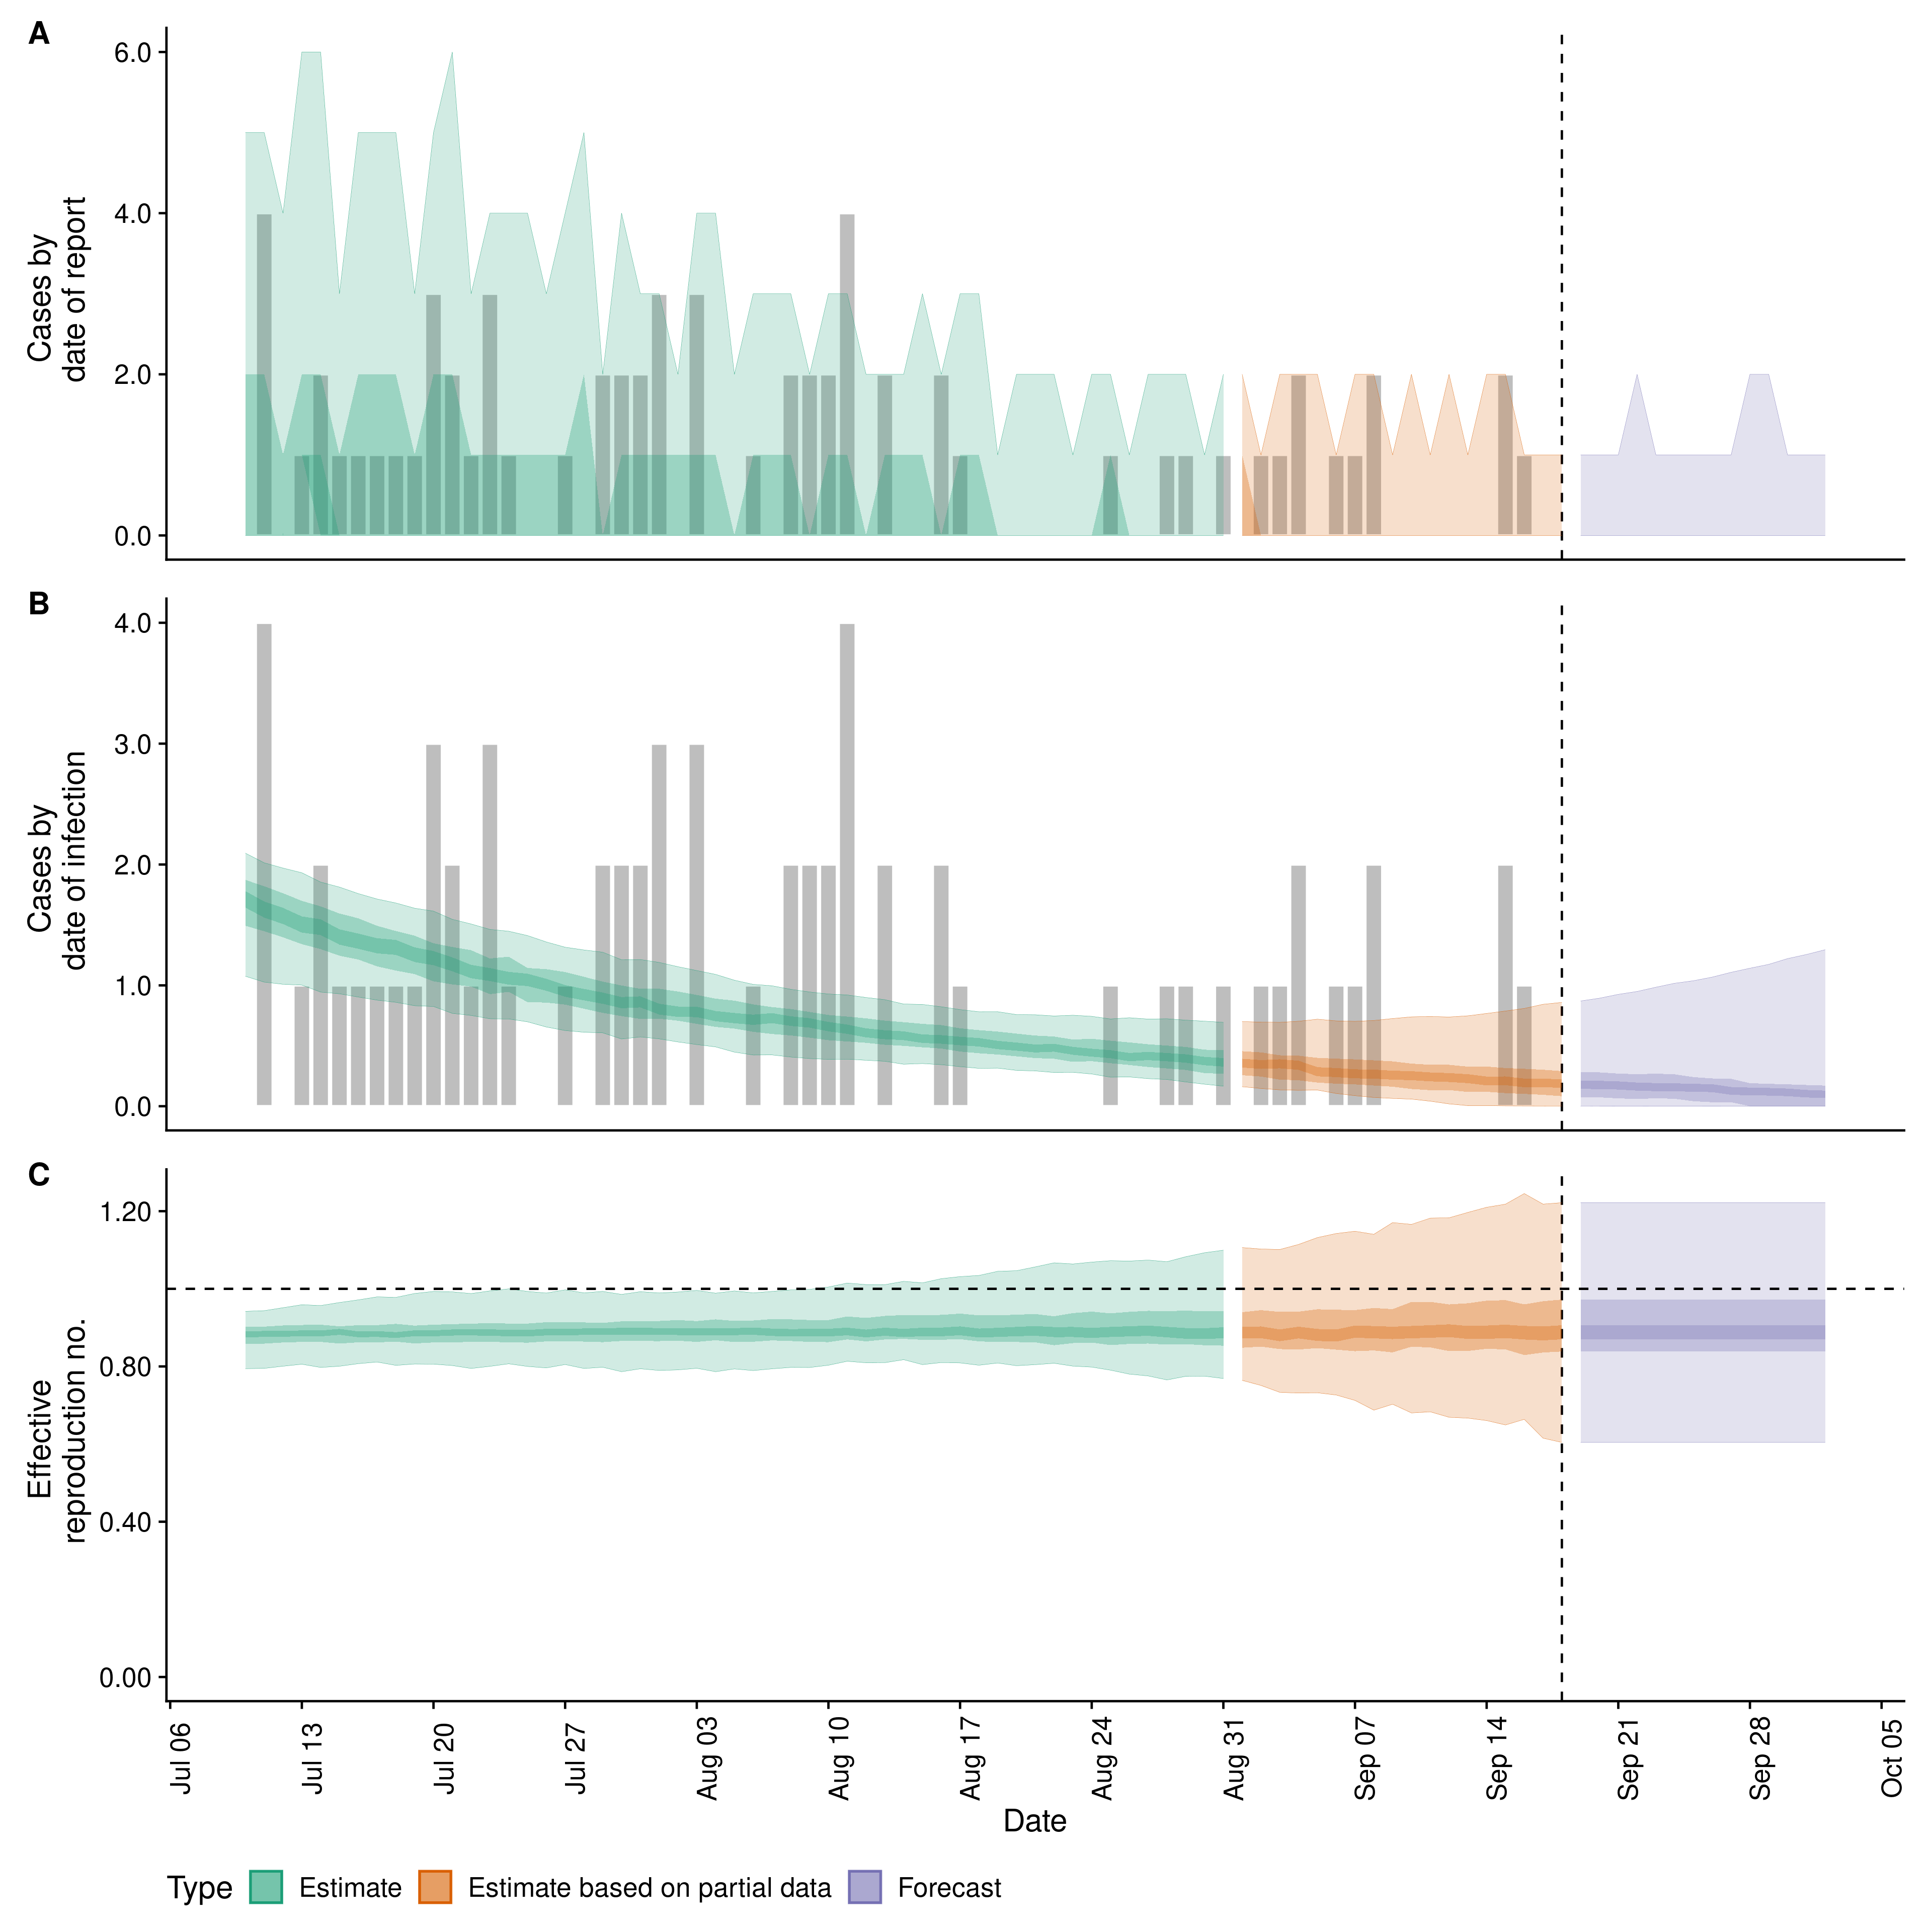 A
6.0
4.0
2.0
0.0
Cases by
date of report
B
4.0
3.0
2.0
1.0
0.0
Cases by
date of infection
C
1.20
0.80
0.40
0.00
Effective
reproduction no.
Jul 06
Jul 13
Jul 20
Jul 27
Aug 03
Aug 10
Aug 17
Aug 24
Aug 31
Sep 07
Sep 14
Sep 21
Sep 28
Oct 05
Date
Type Estimate Estimate based on partial data Forecast